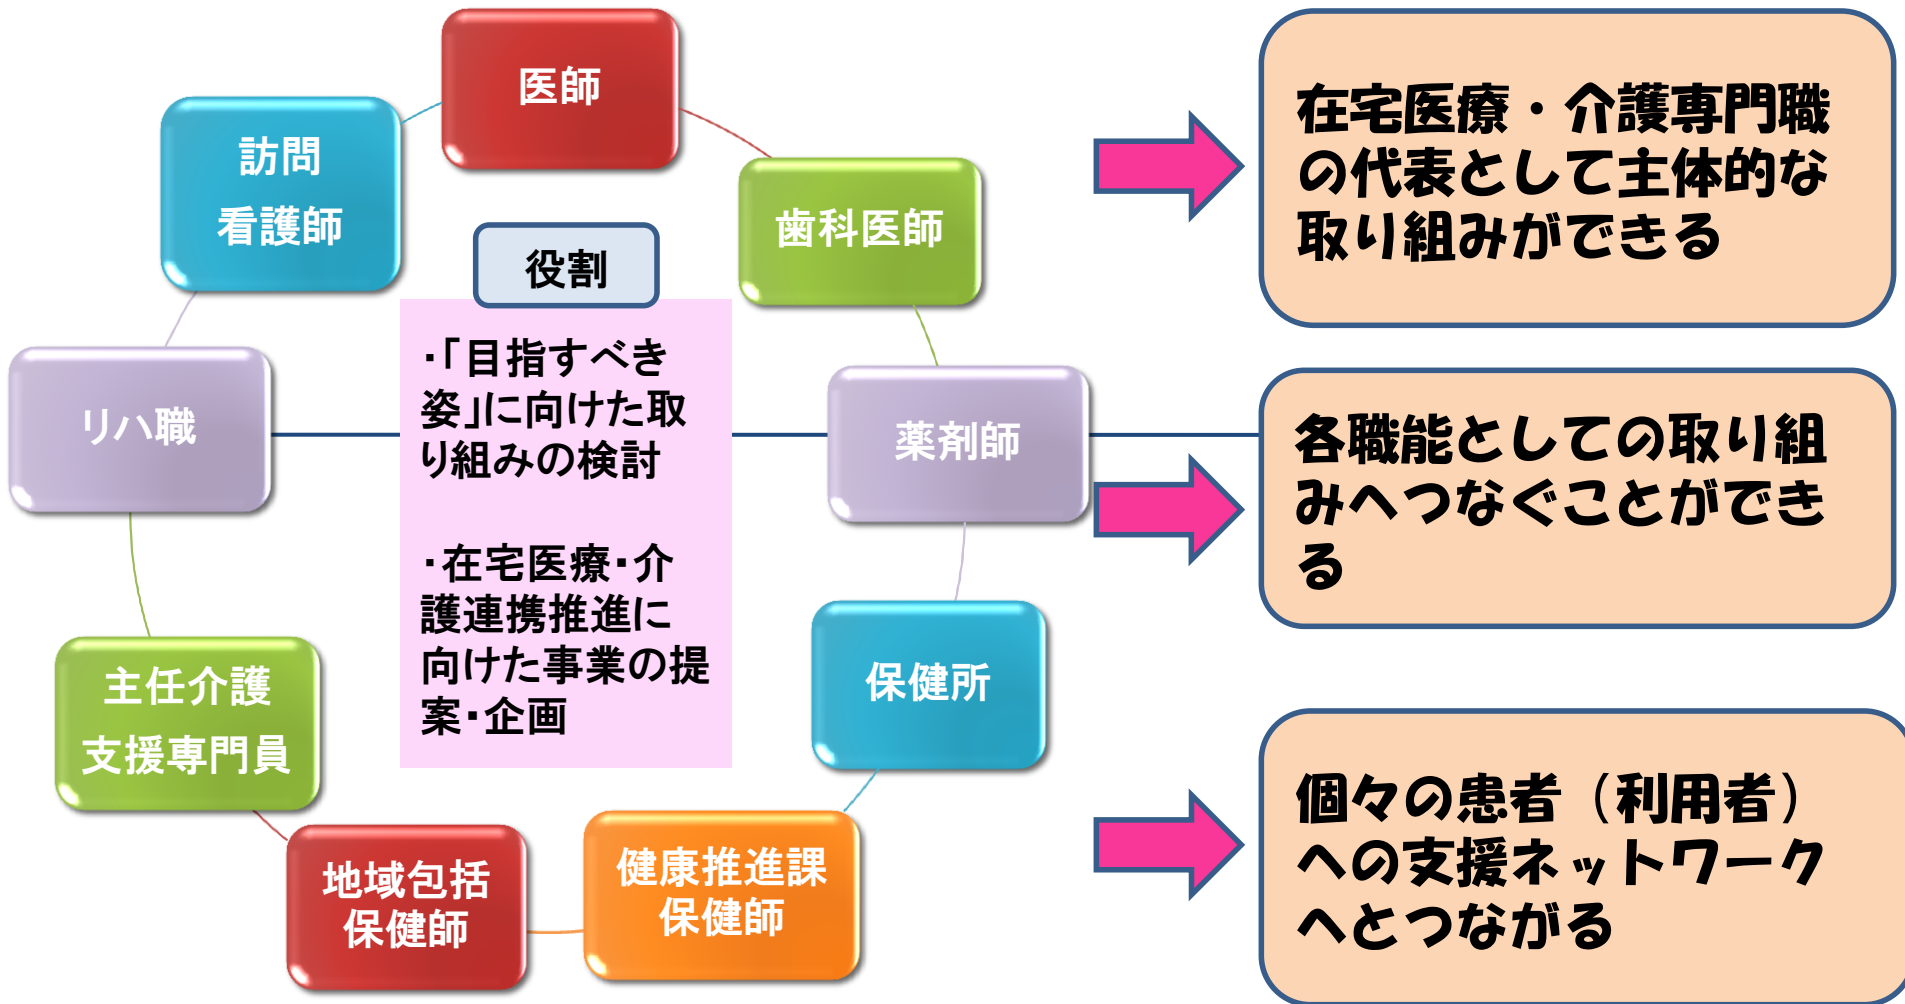 医師
訪問
看護師
歯科医師
役割
・「目指すべき
姿」に向けた取
り組みの検討
・在宅医療・介
護連携推進に
向けた事業の提
案・企画
リハ職
薬剤師
主任介護
支援専門員
保健所
地域包括
保健師
健康推進課
保健師
在宅医療・介護専門職
の代表として主体的な
取り組みができる
各職能としての取り組
みへつなぐことができ
る
個々の患者（利用者）
への支援ネットワーク
へとつながる